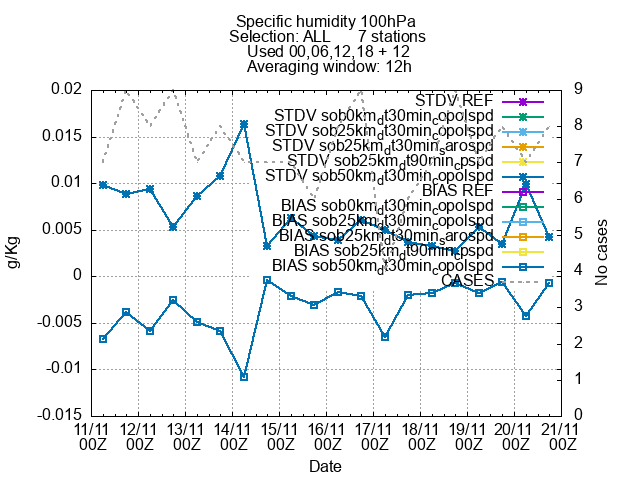 Specific humidity 100hPa
Selection: ALL 7 stations
Used 00,06,12,18 + 12
Averaging window: 12h
g/Kg
0.02
0.015
0.01
0.005
0
-0.005
-0.01
-0.015
STDV REF
STDV sob0km_dt30min_copolspd
STDV sob25km_dt30min_copolspd
STDV sob25km_dt30min_sarospd
STDV sob25km_dt90min_cpspd
STDV sob50km_dt30min_copolspd
BIAS REF
BIAS sob0km_dt30min_copolspd
BIAS sob25km_dt30min_copolspd
BIAS sob25km_dt30min_sarospd
BIAS sob25km_dt90min_cpspd
BIAS sob50km_dt30min_copolspd
CASES
9
8
7
6
5
4
3
2
1
0
No cases
11/11 12/11 13/11 14/11 15/11 16/11 17/11 18/11 19/11 20/11 21/11
00Z 00Z 00Z 00Z 00Z 00Z 00Z 00Z 00Z 00Z 00Z
Date